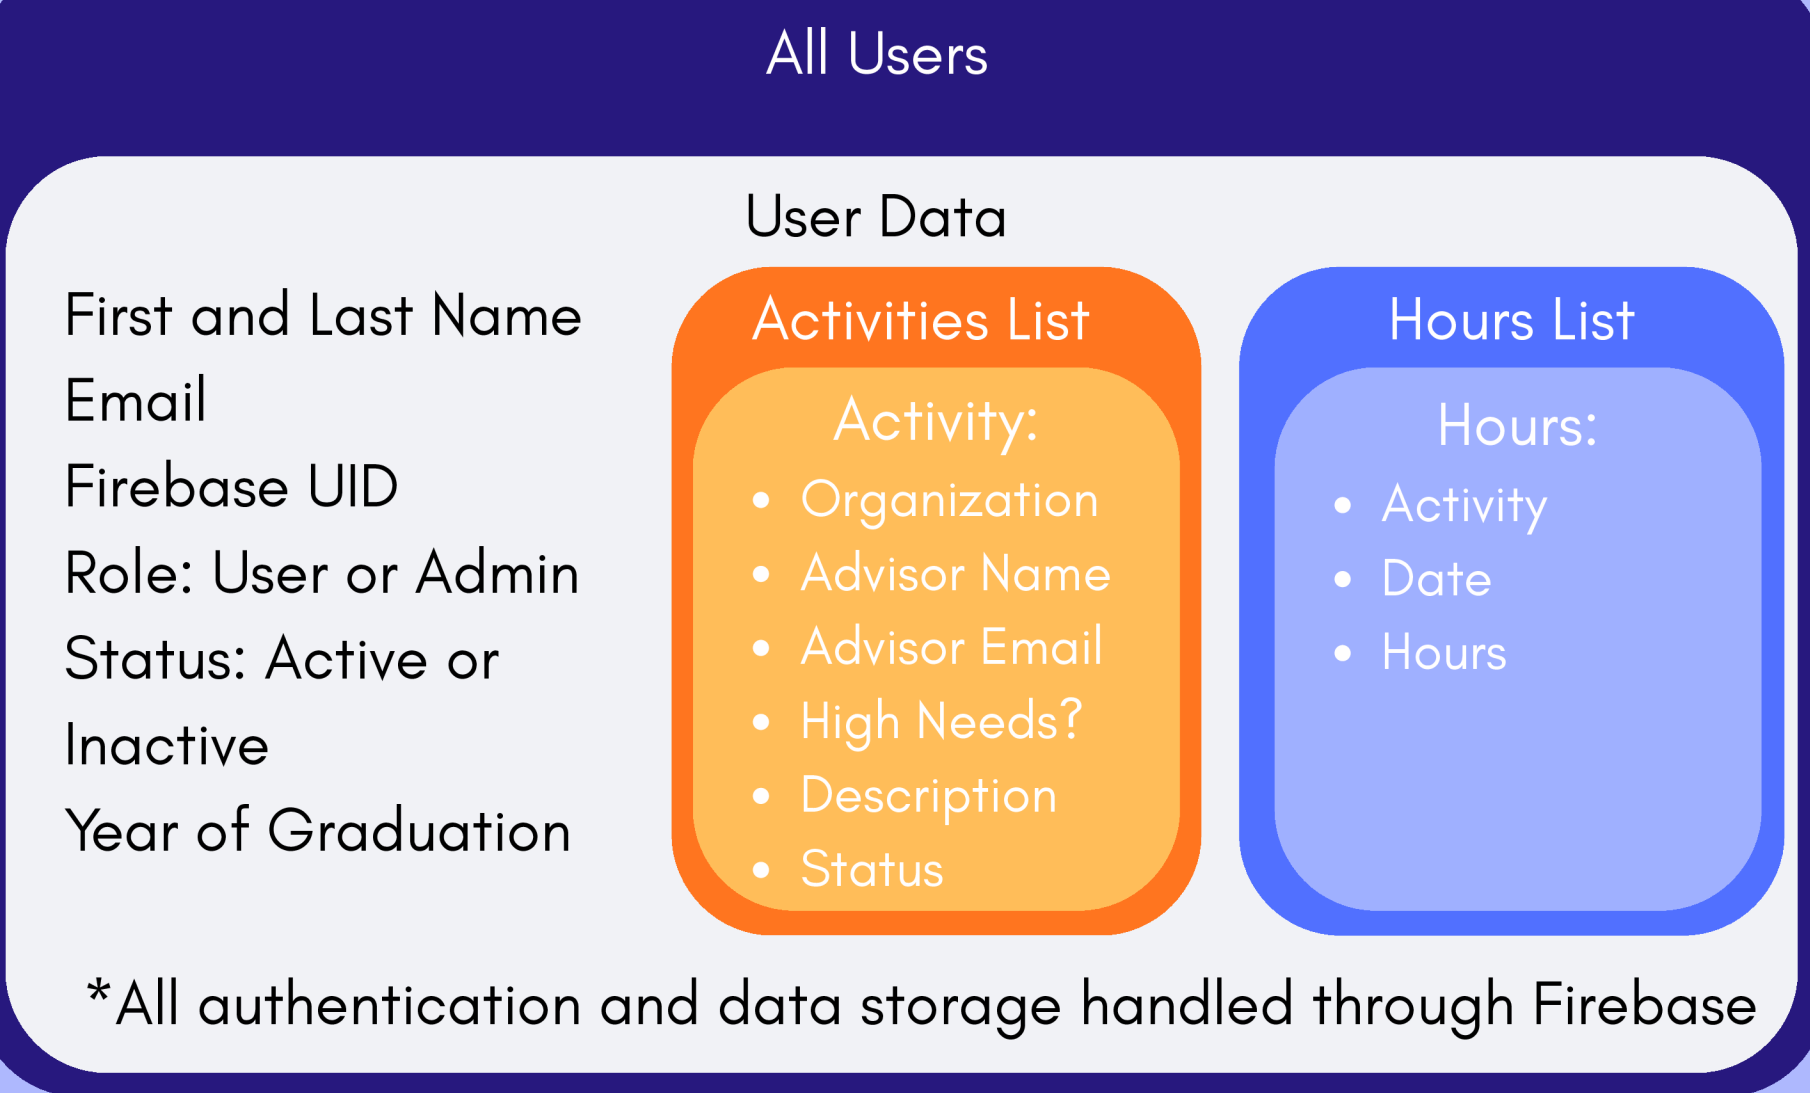 All Users
User Data
First and Last Name
Email
Firebase UID
Role: User or Admin
Status: Active or
Inactive
Year of Graduation
Activities List
Activity:
• Organization
• Advisor Name
• Advisor Email
• High Needs?
• Description
• Status
Hours List
Hours:
• Activity
• Date
• Hours
*All authentication and data storage handled through Firebase